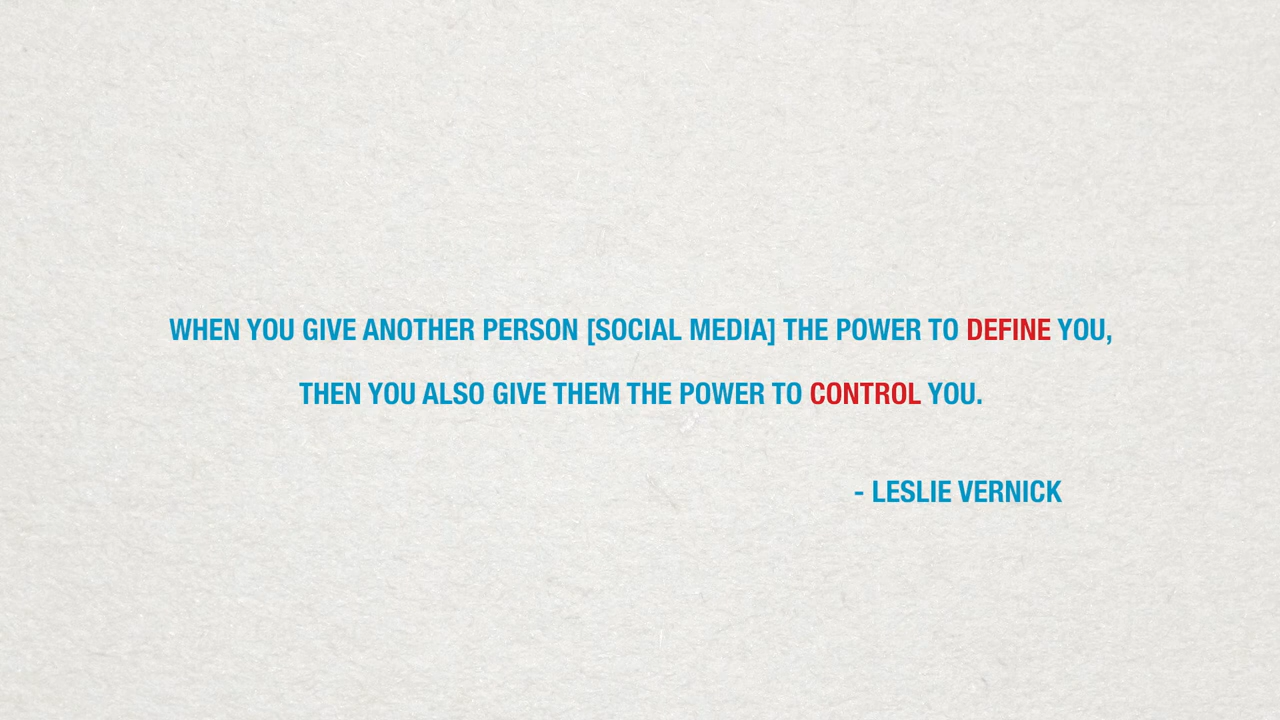 WHEN YOU GIVE ANOTHER PERSON [SOCIAL MEDIA] THE POWER TO DEFINE YOU,
THEN YOU ALSO GIVE THEM THE POWER TO CONTROL YOU.
- LESLIE VERNICK